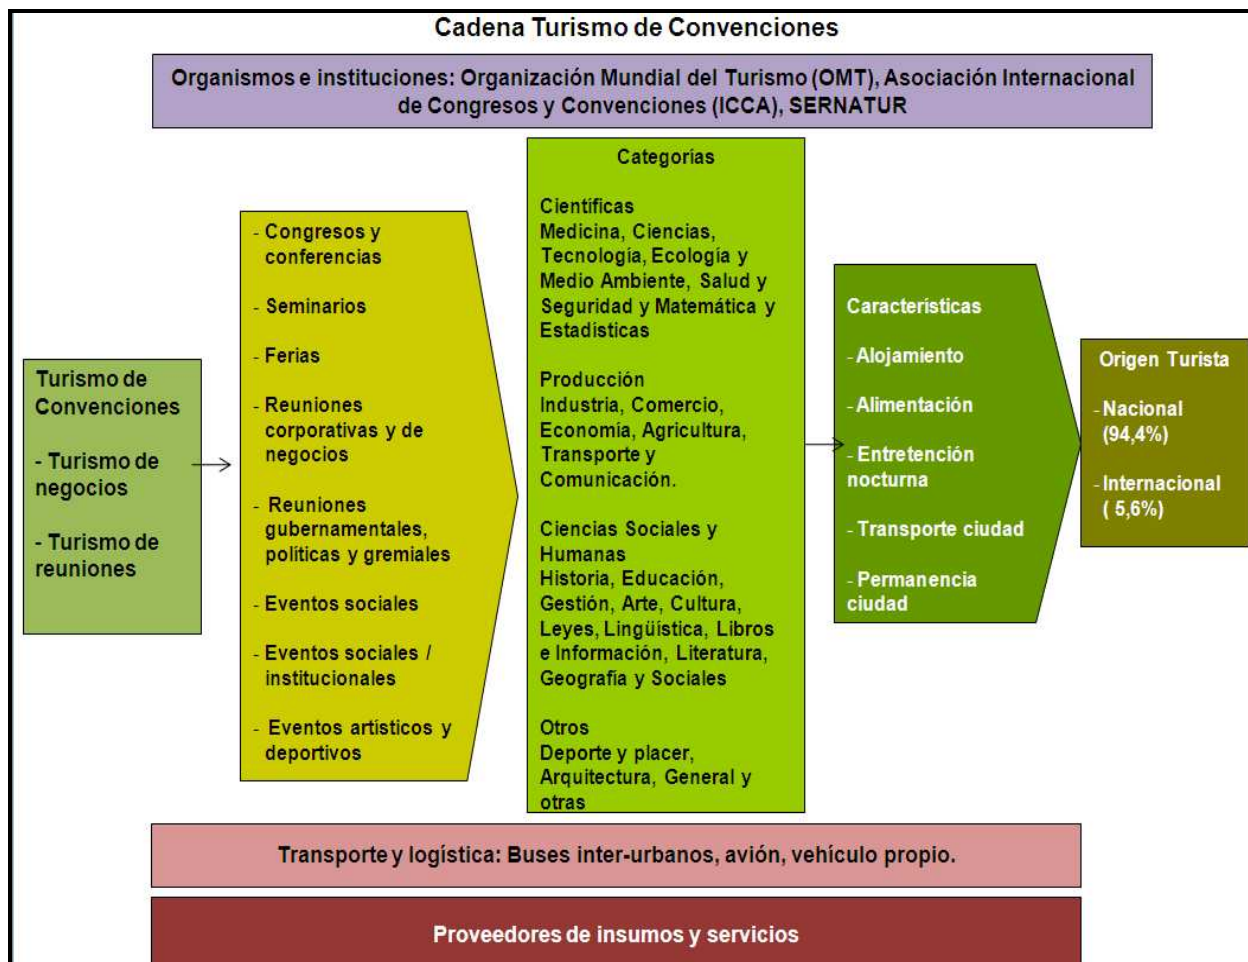 Cadena Turismo de Convenciones
Organismos e instituciones: Organización Mundial del Turismo (OMT), Asociación Internacional
de Congresos y Convenciones (ICCA), SERNATUR
Turismo de
Convenciones
- Turismo de
negocios
- Turismo de
reuniones
- Congresos y
conferencias
- Seminarios
- Ferias
- Reuniones
corporativas y de
negocios
- Reuniones
gubernamentales,
políticas y gremiales
- Eventos sociales
- Eventos sociales /
institucionales
- Eventos artísticos y
deportivos
Categorías
Científicas
Medicina, Ciencias,
Tecnología, Ecología y
Medio Ambiente, Salud y
Seguridad y Matemática y
Estadísticas
Producción
Industria, Comercio,
Economía, Agricultura,
Transporte y
Comunicación.
Ciencias Sociales y
Humanas
Historia, Educación,
Gestión, Arte, Cultura,
Leyes, Lingüística, Libros
e Información, Literatura,
Geografía y Sociales
Otros
Deporte y placer,
Arquitectura, General y
otras
Características
- Alojamiento
- Alimentación
- Entretención
nocturna
- Transporte ciudad
- Permanencia
ciudad
Origen Turista
- Nacional
(94,4%)
- Internacional
( 5,6%)
Transporte y logística: Buses inter-urbanos, avión, vehículo propio.
Proveedores de insumos y servicios